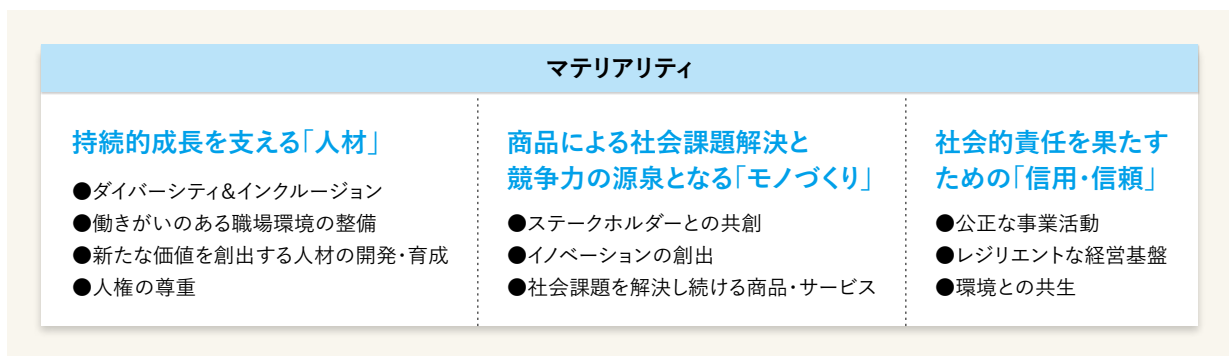 マテリアリティ
持続的成長を支える「人材」
●ダイバーシティ&インクルージョン
●働きがいのある職場環境の整備
●新たな価値を創出する人材の開発・育成
●人権の尊重
商品による社会課題解決と
競争力の源泉となる「モノづくり」
●ステークホルダーとの共創
●イノベーションの創出
●社会課題を解決し続ける商品・サービス
社会的責任を果たす
ための「信用・信頼」
●公正な事業活動
●レジリエントな経営基盤
●環境との共生